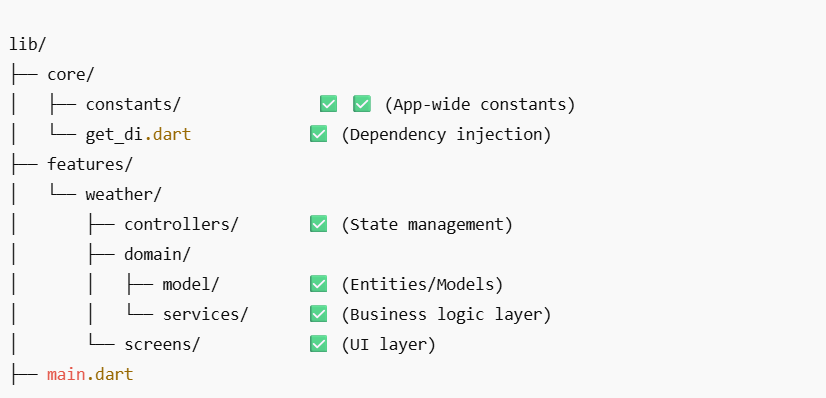 lib/
├── core/
│   ├── constants/              ✅ ✅ (App-wide constants)
│   └── get_di.dart            ✅ (Dependency injection)
├── features/
│   └── weather/
│       ├── controllers/       ✅ (State management)
│       ├── domain/
│       │   ├── model/         ✅ (Entities/Models)
│       │   └── services/      ✅ (Business logic layer)
│       └── screens/           ✅ (UI layer)
├── main.dart